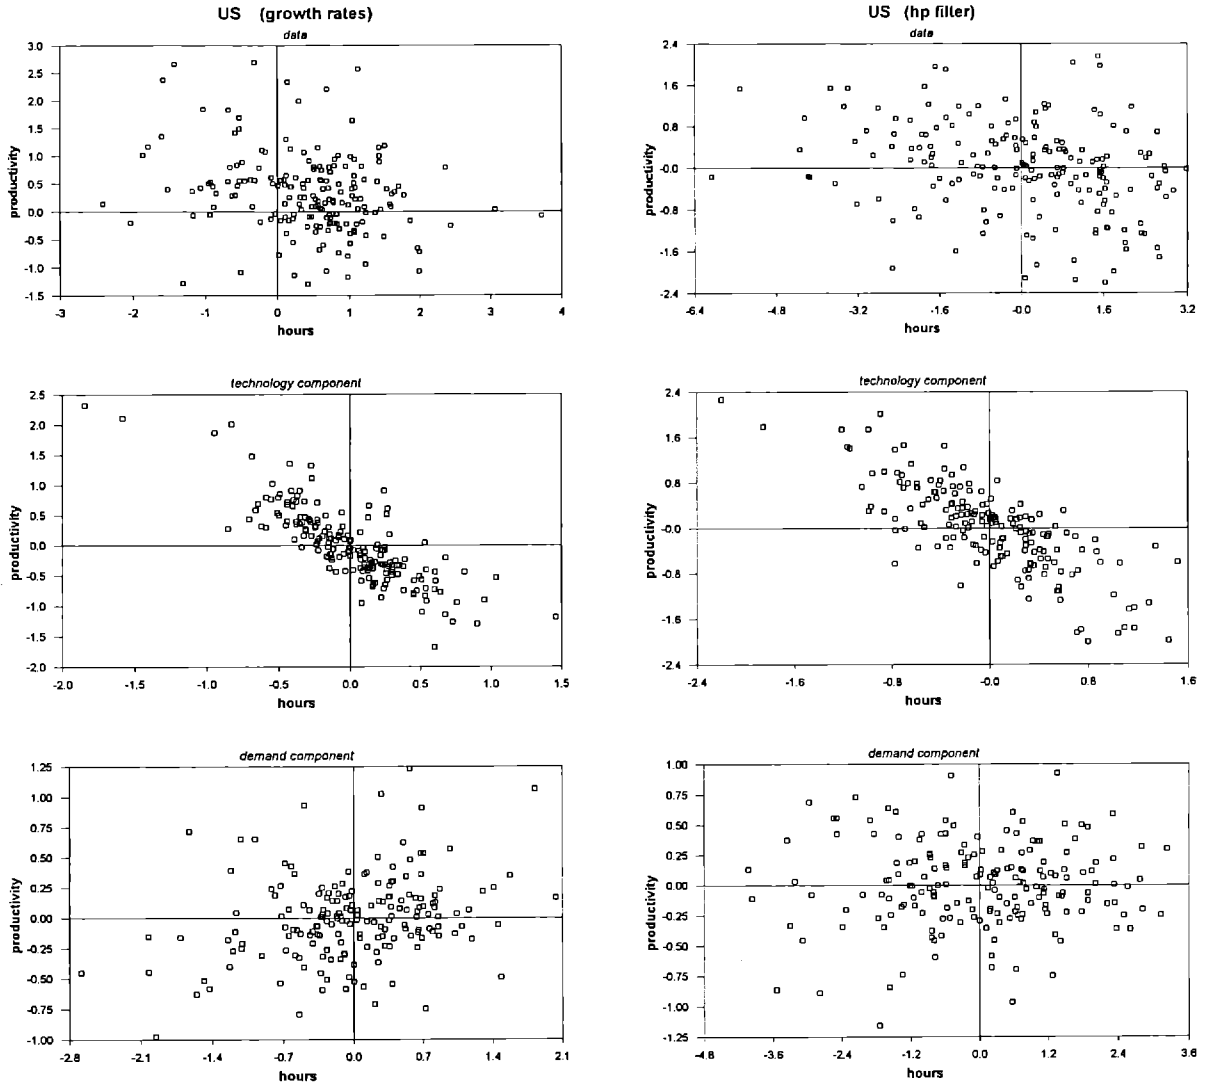 US (growth rates)
data
3.0
2.5
2.0
1.5
1.0
0.5
0.0
-0.5
-1.0
-1.5
productivity
-3 -2 -1 0 1 2 3 4
hours
US (hp filter)
data
2.4
1.6
0.8
-0.0
-0.8
-1.6
-2.4
productivity
-6.4 -4.8 -3.2 -1.6 -0.0 1.6 3.2
hours
technology component
2.5
2.0
1.5
1.0
0.5
0.0
-0.5
-1.0
-1.5
-2.0
productivity
-2.0 -1.5 -1.0 -0.5 0.0 0.5 1.0 1.5
hours
technology component
2.4
1.6
0.8
-0.0
-0.8
-1.6
-2.4
productivity
-2.4 -1.6 -0.8 -0.0 0.8 1.6
hours
demand component
1.25
1.00
0.75
0.50
0.25
0.00
-0.25
-0.50
-0.75
-1.00
productivity
-2.8 -2.1 -1.4 -0.7 0.0 0.7 1.4 2.1
hours
demand component
1.00
0.75
0.50
0.25
0.00
-0.25
-0.50
-0.75
-1.00
-1.25
productivity
-4.8 -3.6 -2.4 -1.2 0.0 1.2 2.4 3.6
hours